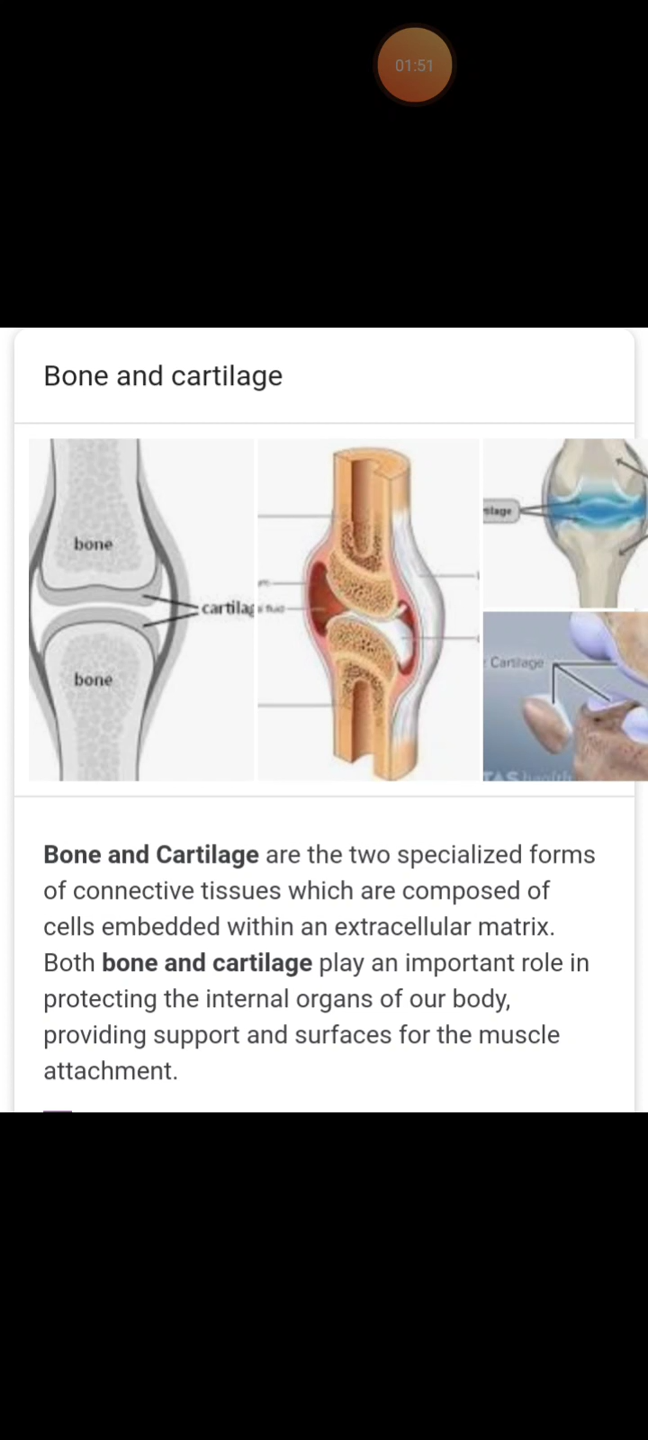 01:51
Bone and cartilage
bone
cartilag
fluid
bone
Cartilage
Bone and Cartilage are the two specialized forms
of connective tissues which are composed of
cells embedded within an extracellular matrix.
Both bone and cartilage play an important role in
protecting the internal organs of our body,
providing support and surfaces for the muscle
attachment.